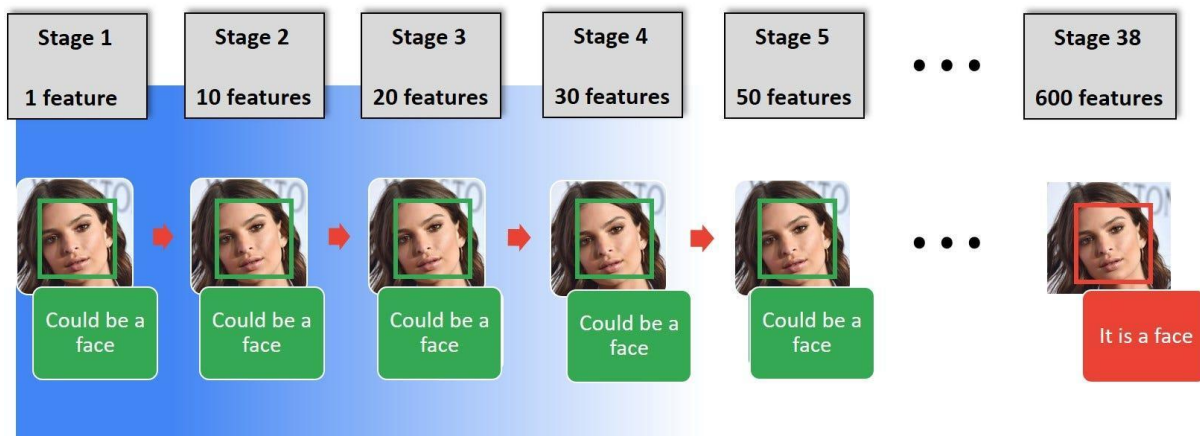 Stage 1
1 feature
Stage 2
10 features
Stage 3
20 features
Stage 4
30 features
Stage 5
50 features
Stage 38
600 features
Could be a
face
Could be a
face
Could be a
face
Could be a
face
Could be a
face
It is a face